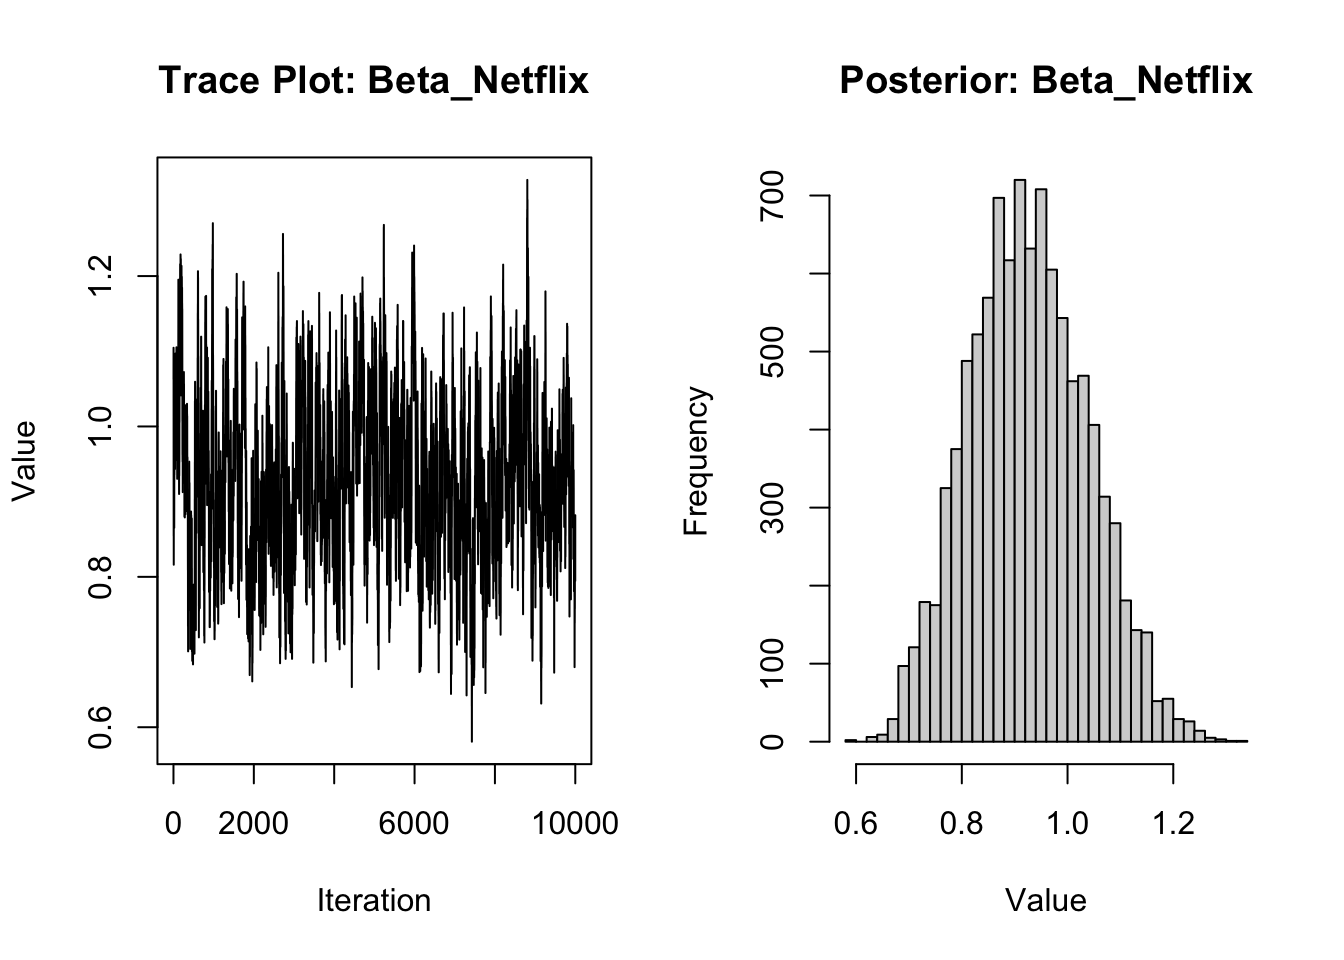 Trace Plot: Beta_Netflix
Value
1.2
1.0
0.8
0.6
0 2000 6000 10000
Iteration
Posterior: Beta_Netflix
Frequency
700
500
300
100
0
0.6 0.8 1.0 1.2
Value